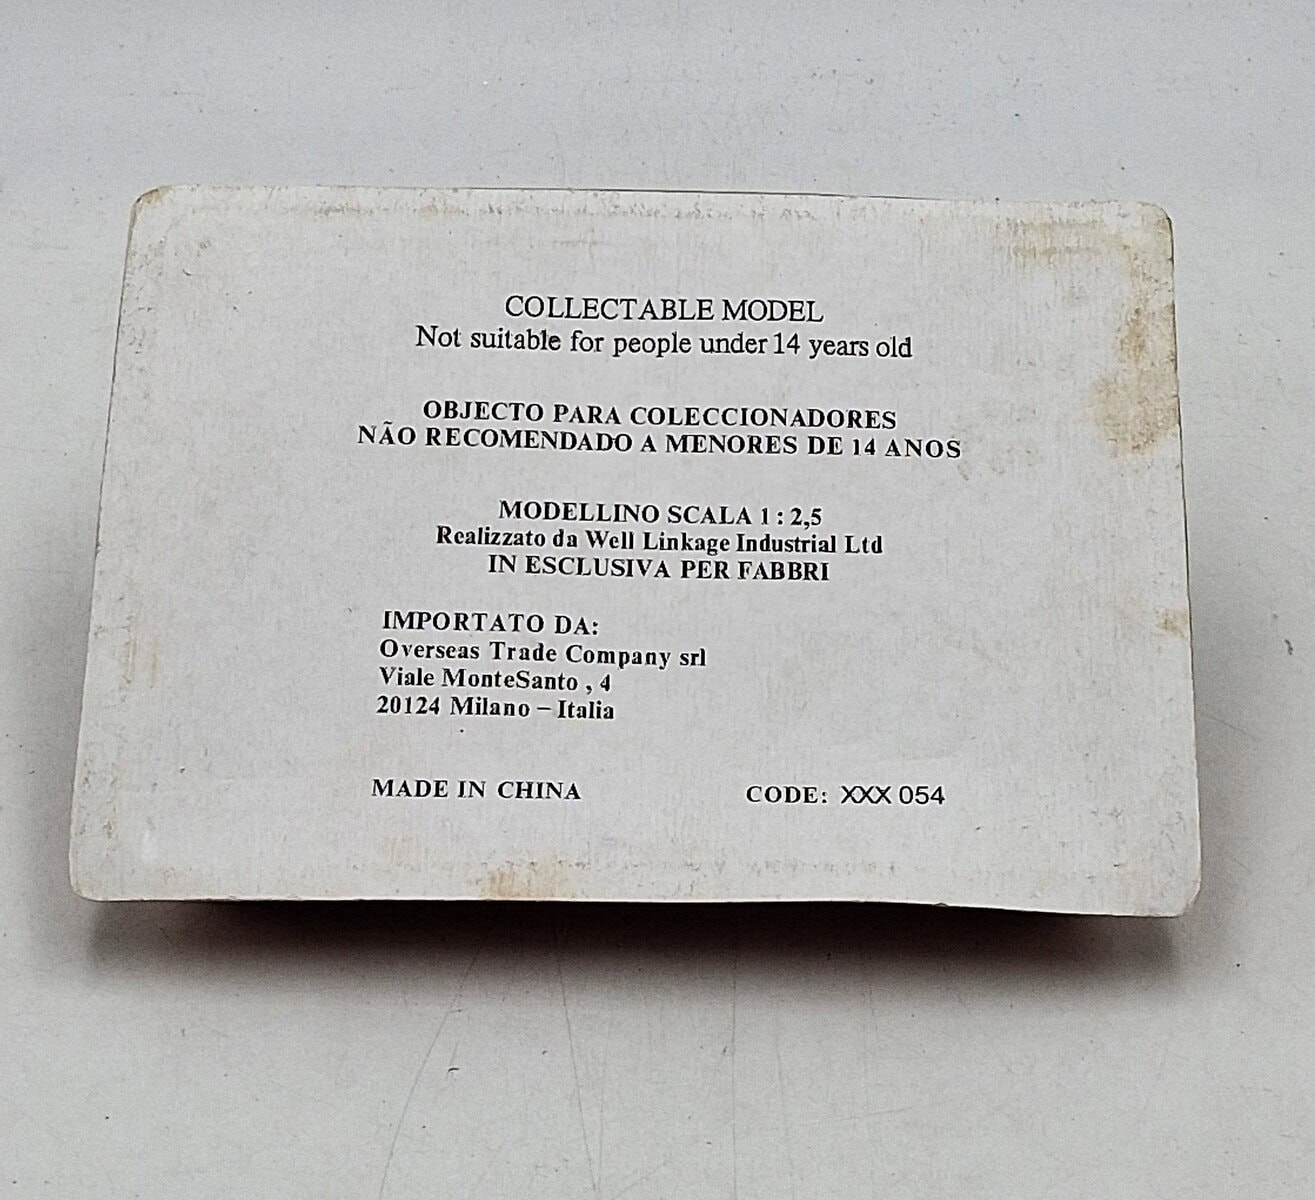 COLLECTABLE MODEL
Not suitable for people under 14 years old
OBJECTO PARA COLECCIONADORES
NÃO RECOMENDADO A MENORES DE 14 ANOS
MODELLINO SCALA 1 : 2,5
Realizzato da Well Linkage Industrial Ltd
IN ESCLUSIVA PER FABBRI
IMPORTATO DA:
Overseas Trade Company srl
Viale MonteSanto , 4
20124 Milano – Italia
MADE IN CHINA
CODE: XXX 054